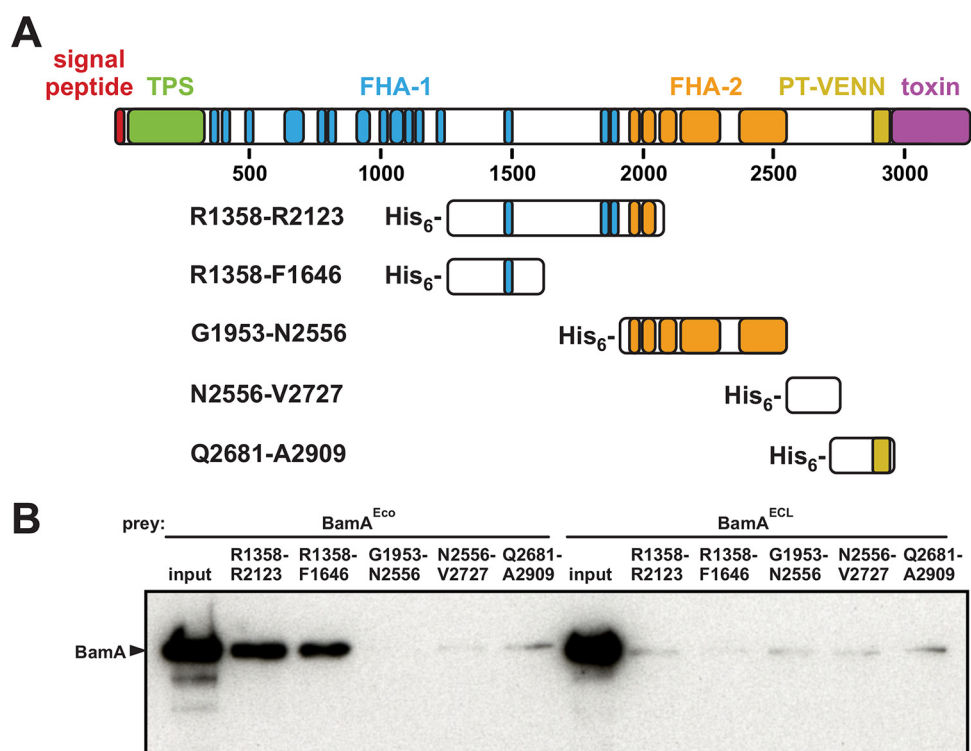 A
signal
peptide TPS FHA-1 FHA-2 PT-VENN toxin
500 1000 1500 2000 2500 3000
R1358-R2123 His6-
R1358-F1646 His6-
G1953-N2556 His6-
N2556-V2727 His6-
Q2681-A2909 His6-
B
prey: BamAEco BamAECL
R1358- R1358- G1953- N2556- Q2681- R1358- R1358- G1953- N2556- Q2681-
input R2123 F1646 N2556 V2727 A2909 input R2123 F1646 N2556 V2727 A2909
BamA